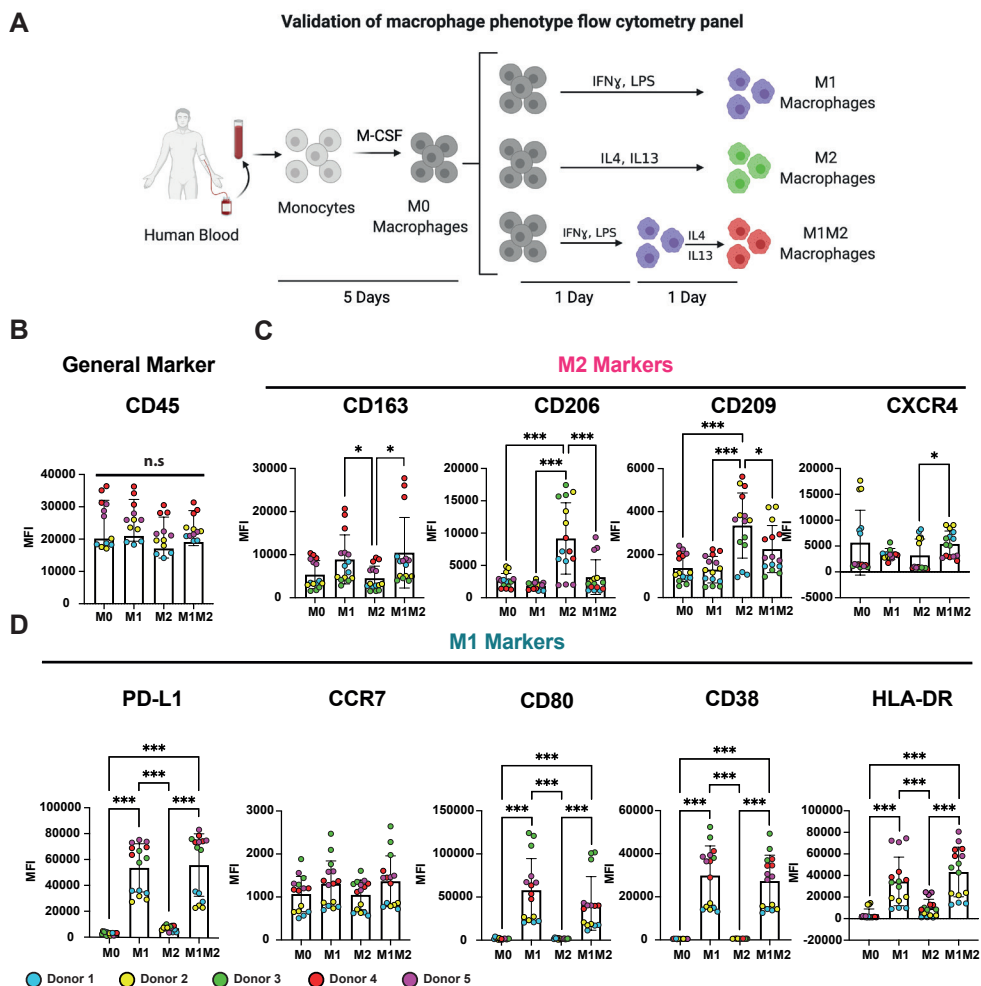 A
Validation of macrophage phenotype flow cytometry panel
Human Blood
Monocytes
M-CSF
M0
Macrophages
IFNɣ, LPS
M1
Macrophages
IL4, IL13
M2
Macrophages
IFNɣ, LPS
IL4
IL13
M1M2
Macrophages
5 Days
1 Day
1 Day
B
General Marker
CD45
n.s
MFI
40000
30000
20000
10000
0
M0 M1 M2 M1M2
C
M2 Markers
CD163
* *
MFI
30000
20000
10000
0
M0 M1 M2 M1M2
CD206
*** ***
***
MFI
20000
15000
10000
5000
0
M0 M1 M2 M1M2
CD209
***
*** *
MFI
6000
4000
2000
0
M0 M1 M2 M1M2
CXCR4
*
MFI
20000
15000
10000
5000
0
-5000
M0 M1 M2 M1M2
D
M1 Markers
PD-L1
***
***
*** ***
MFI
100000
80000
60000
40000
20000
0
M0 M1 M2 M1M2
CCR7
MFI
3000
2000
1000
0
M0 M1 M2 M1M2
CD80
***
***
*** ***
MFI
150000
100000
50000
0
M0 M1 M2 M1M2
CD38
***
***
*** ***
MFI
60000
40000
20000
0
M0 M1 M2 M1M2
HLA-DR
***
***
*** ***
MFI
100000
80000
60000
40000
20000
0
-20000
M0 M1 M2 M1M2
Donor 1 Donor 2 Donor 3 Donor 4 Donor 5